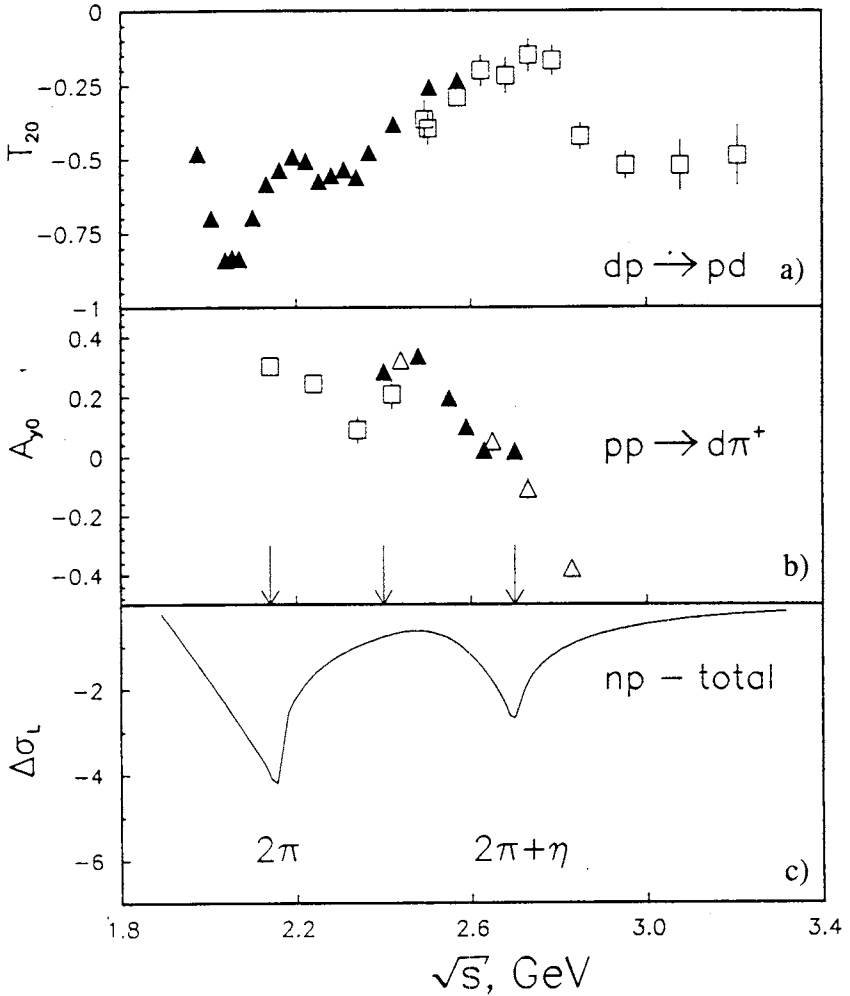 0
−0.25
−0.5
−0.75
−1
T₂₀
dp → pd
a)
0.4
0.2
0
−0.2
−0.4
A_y0
pp → dπ⁺
b)
−2
−4
−6
Δσ_L
np − total
2π
2π+η
c)
1.8
2.2
2.6
3.0
3.4
√s, GeV